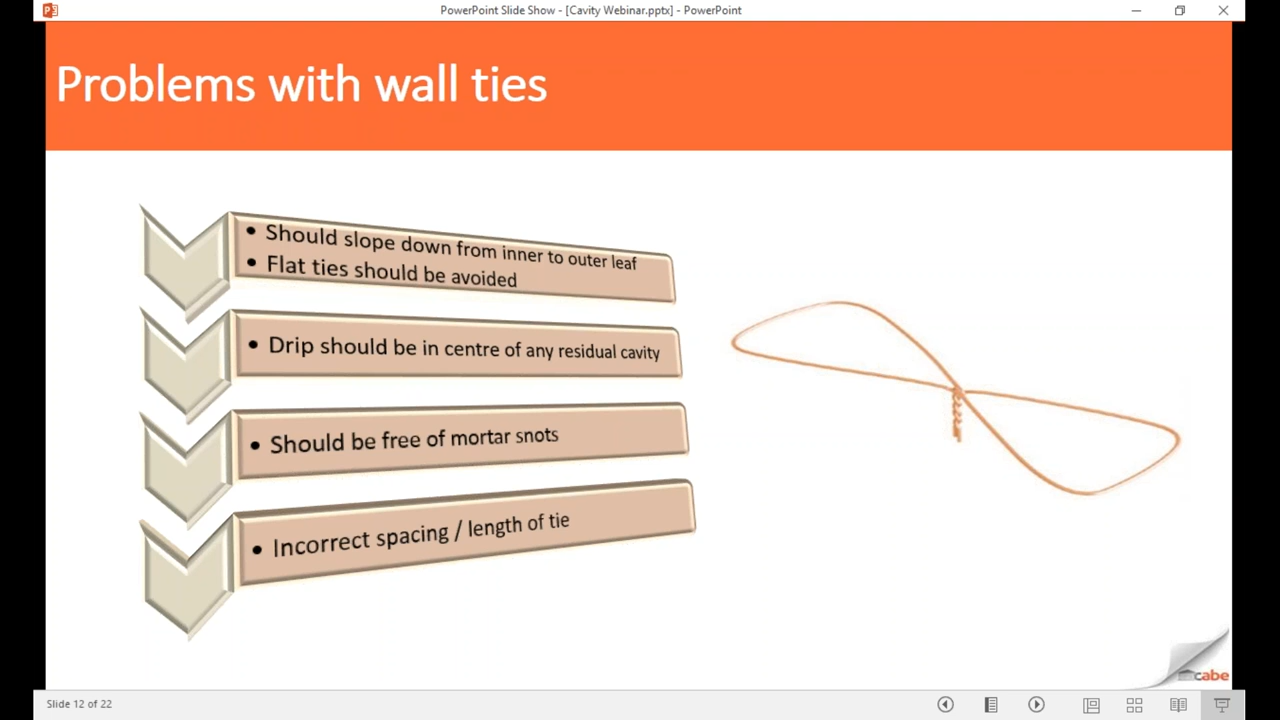 PowerPoint Slide Show - [Cavity Webinar.pptx] - PowerPoint
Problems with wall ties
• Should slope down from inner to outer leaf
• Flat ties should be avoided
• Drip should be in centre of any residual cavity
• Should be free of mortar snots
• Incorrect spacing / length of tie
cabe
Slide 12 of 22